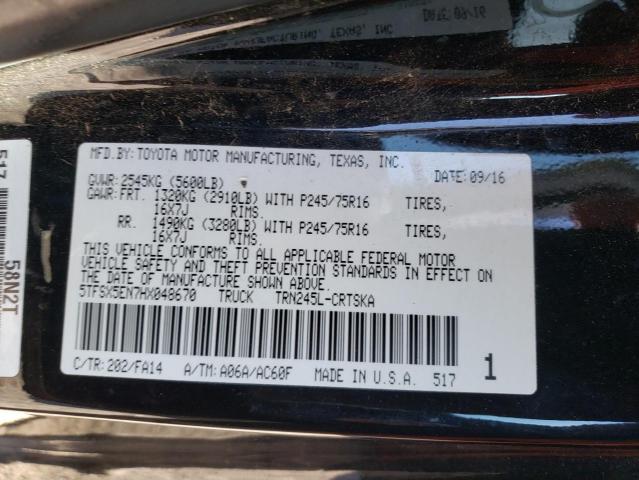 MFD.BY:TOYOTA MOTOR MANUFACTURING, TEXAS, INC.
GVWR:2545KG (5600LB) DATE:09/16
GAWR:FRT. 1320KG (2910LB) WITH P245/75R16 TIRES,
16X7J RIMS.
RR. 1490KG (3280LB) WITH P245/75R16 TIRES,
16X7J RIMS.
THIS VEHICLE CONFORMS TO ALL APPLICABLE FEDERAL MOTOR
VEHICLE SAFETY AND THEFT PREVENTION STANDARDS IN EFFECT ON
THE DATE OF MANUFACTURE SHOWN ABOVE.
5TFSX5EN7HX048670 TRUCK TRN245L-CRTSKA
C/TR:202/FA14 A/TM:A06A/AC60F MADE IN U.S.A. 517 1
517
58N2T